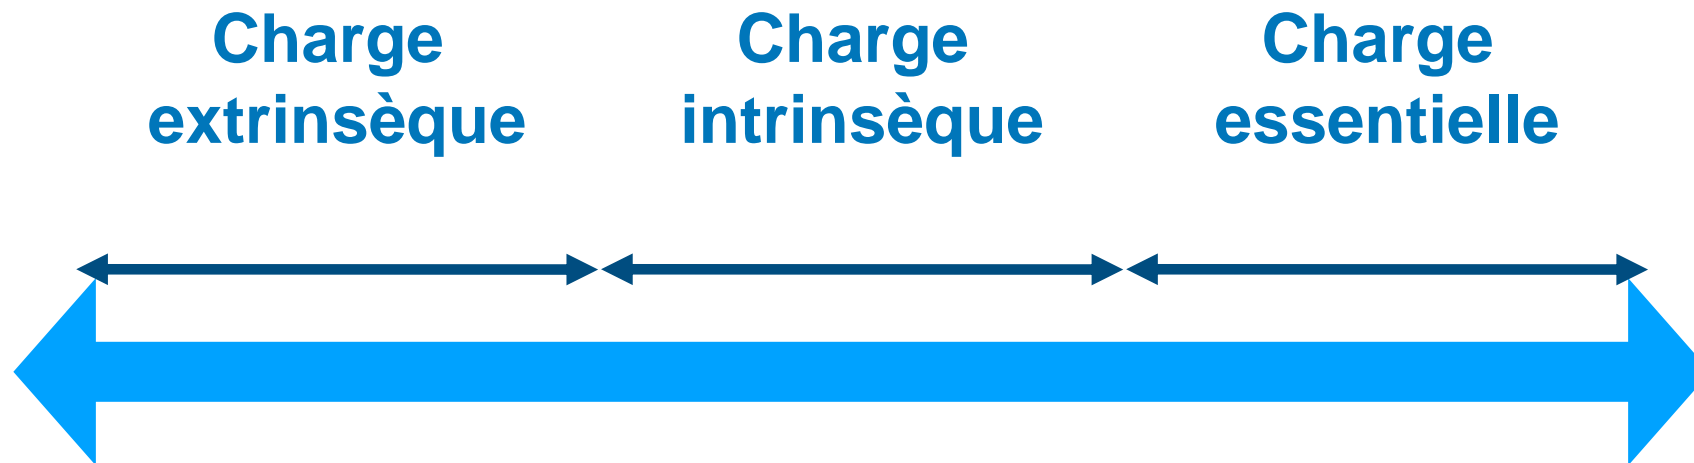 Charge
extrinsèque
Charge
intrinsèque
Charge
essentielle